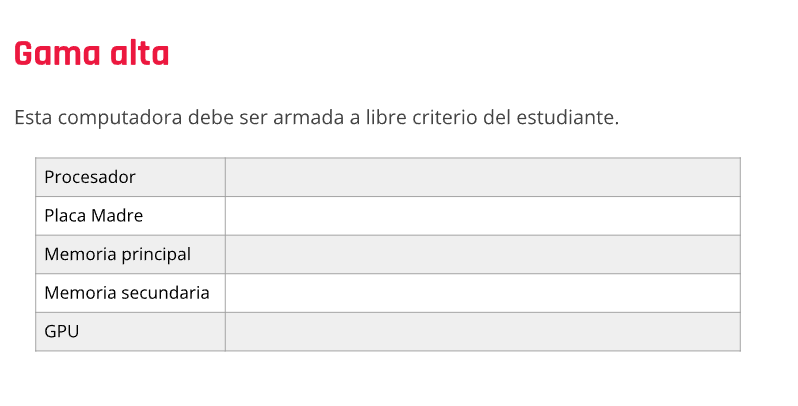 Gama alta
Esta computadora debe ser armada a libre criterio del estudiante.
Procesador
Placa Madre
Memoria principal
Memoria secundaria
GPU